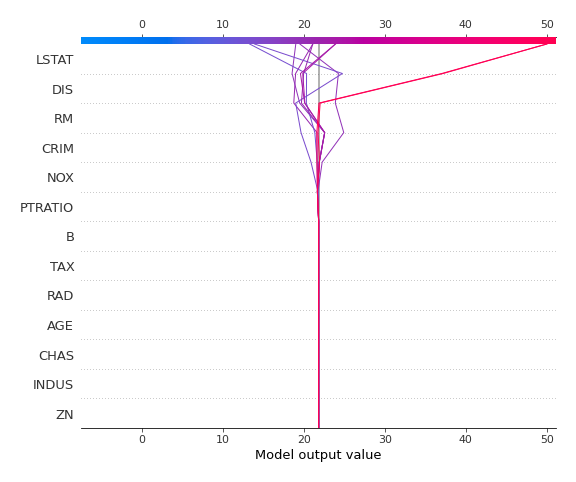 0 10 20 30 40 50
LSTAT
DIS
RM
CRIM
NOX
PTRATIO
B
TAX
RAD
AGE
CHAS
INDUS
ZN
0 10 20 30 40 50
Model output value